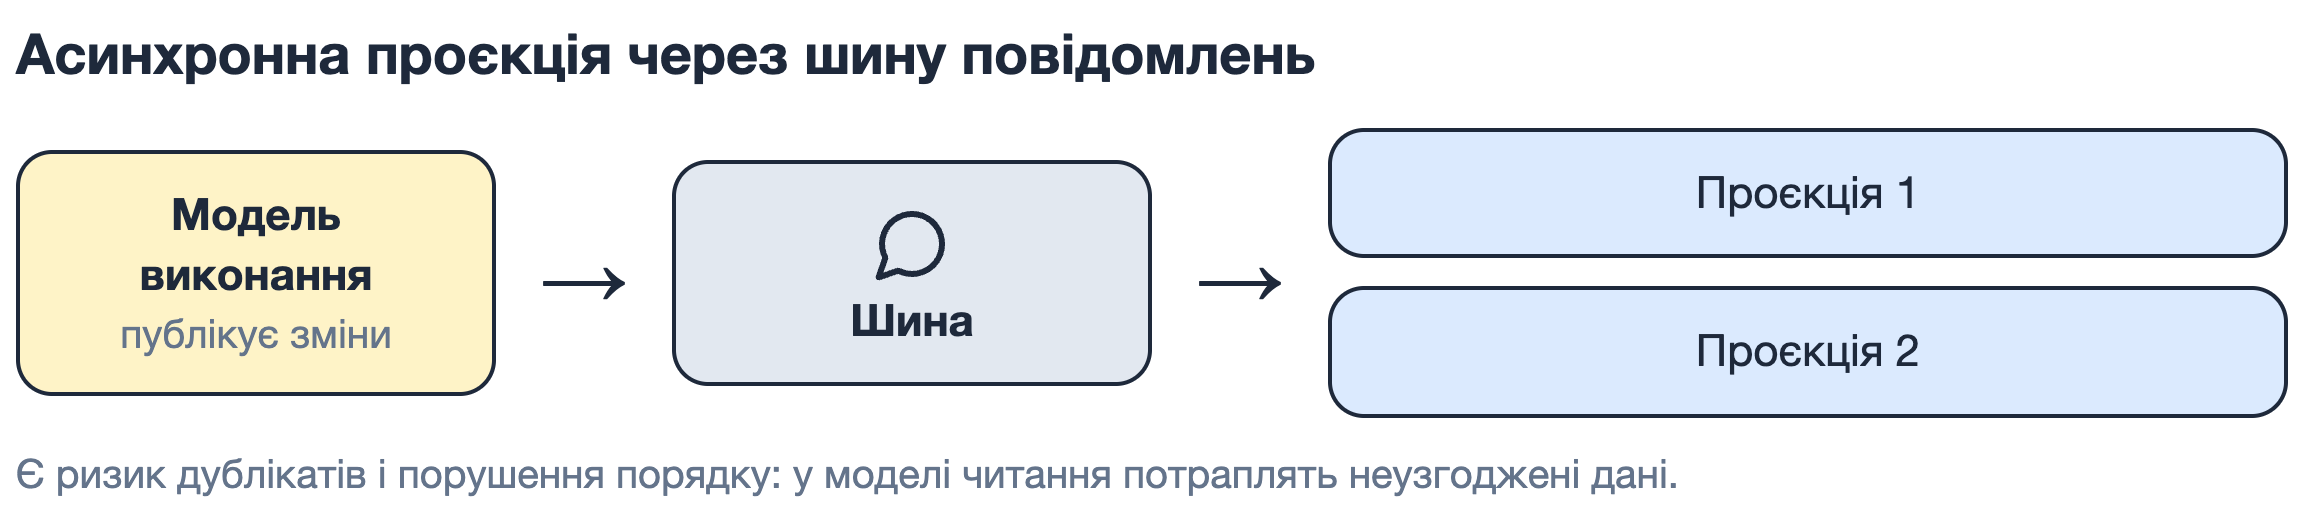 Асинхронна проєкція через шину повідомлень
Модель
виконання
публікує зміни
Шина
Проєкція 1
Проєкція 2
Є ризик дублікатів і порушення порядку: у моделі читання потраплять неузгоджені дані.